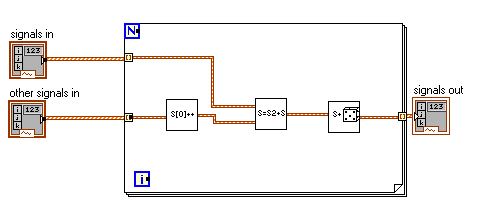 signals in
123
i
j
k
other signals in
123
i
j
k
N
S[0]++
S=S2+S
S+
i
signals out
123
i
j
k